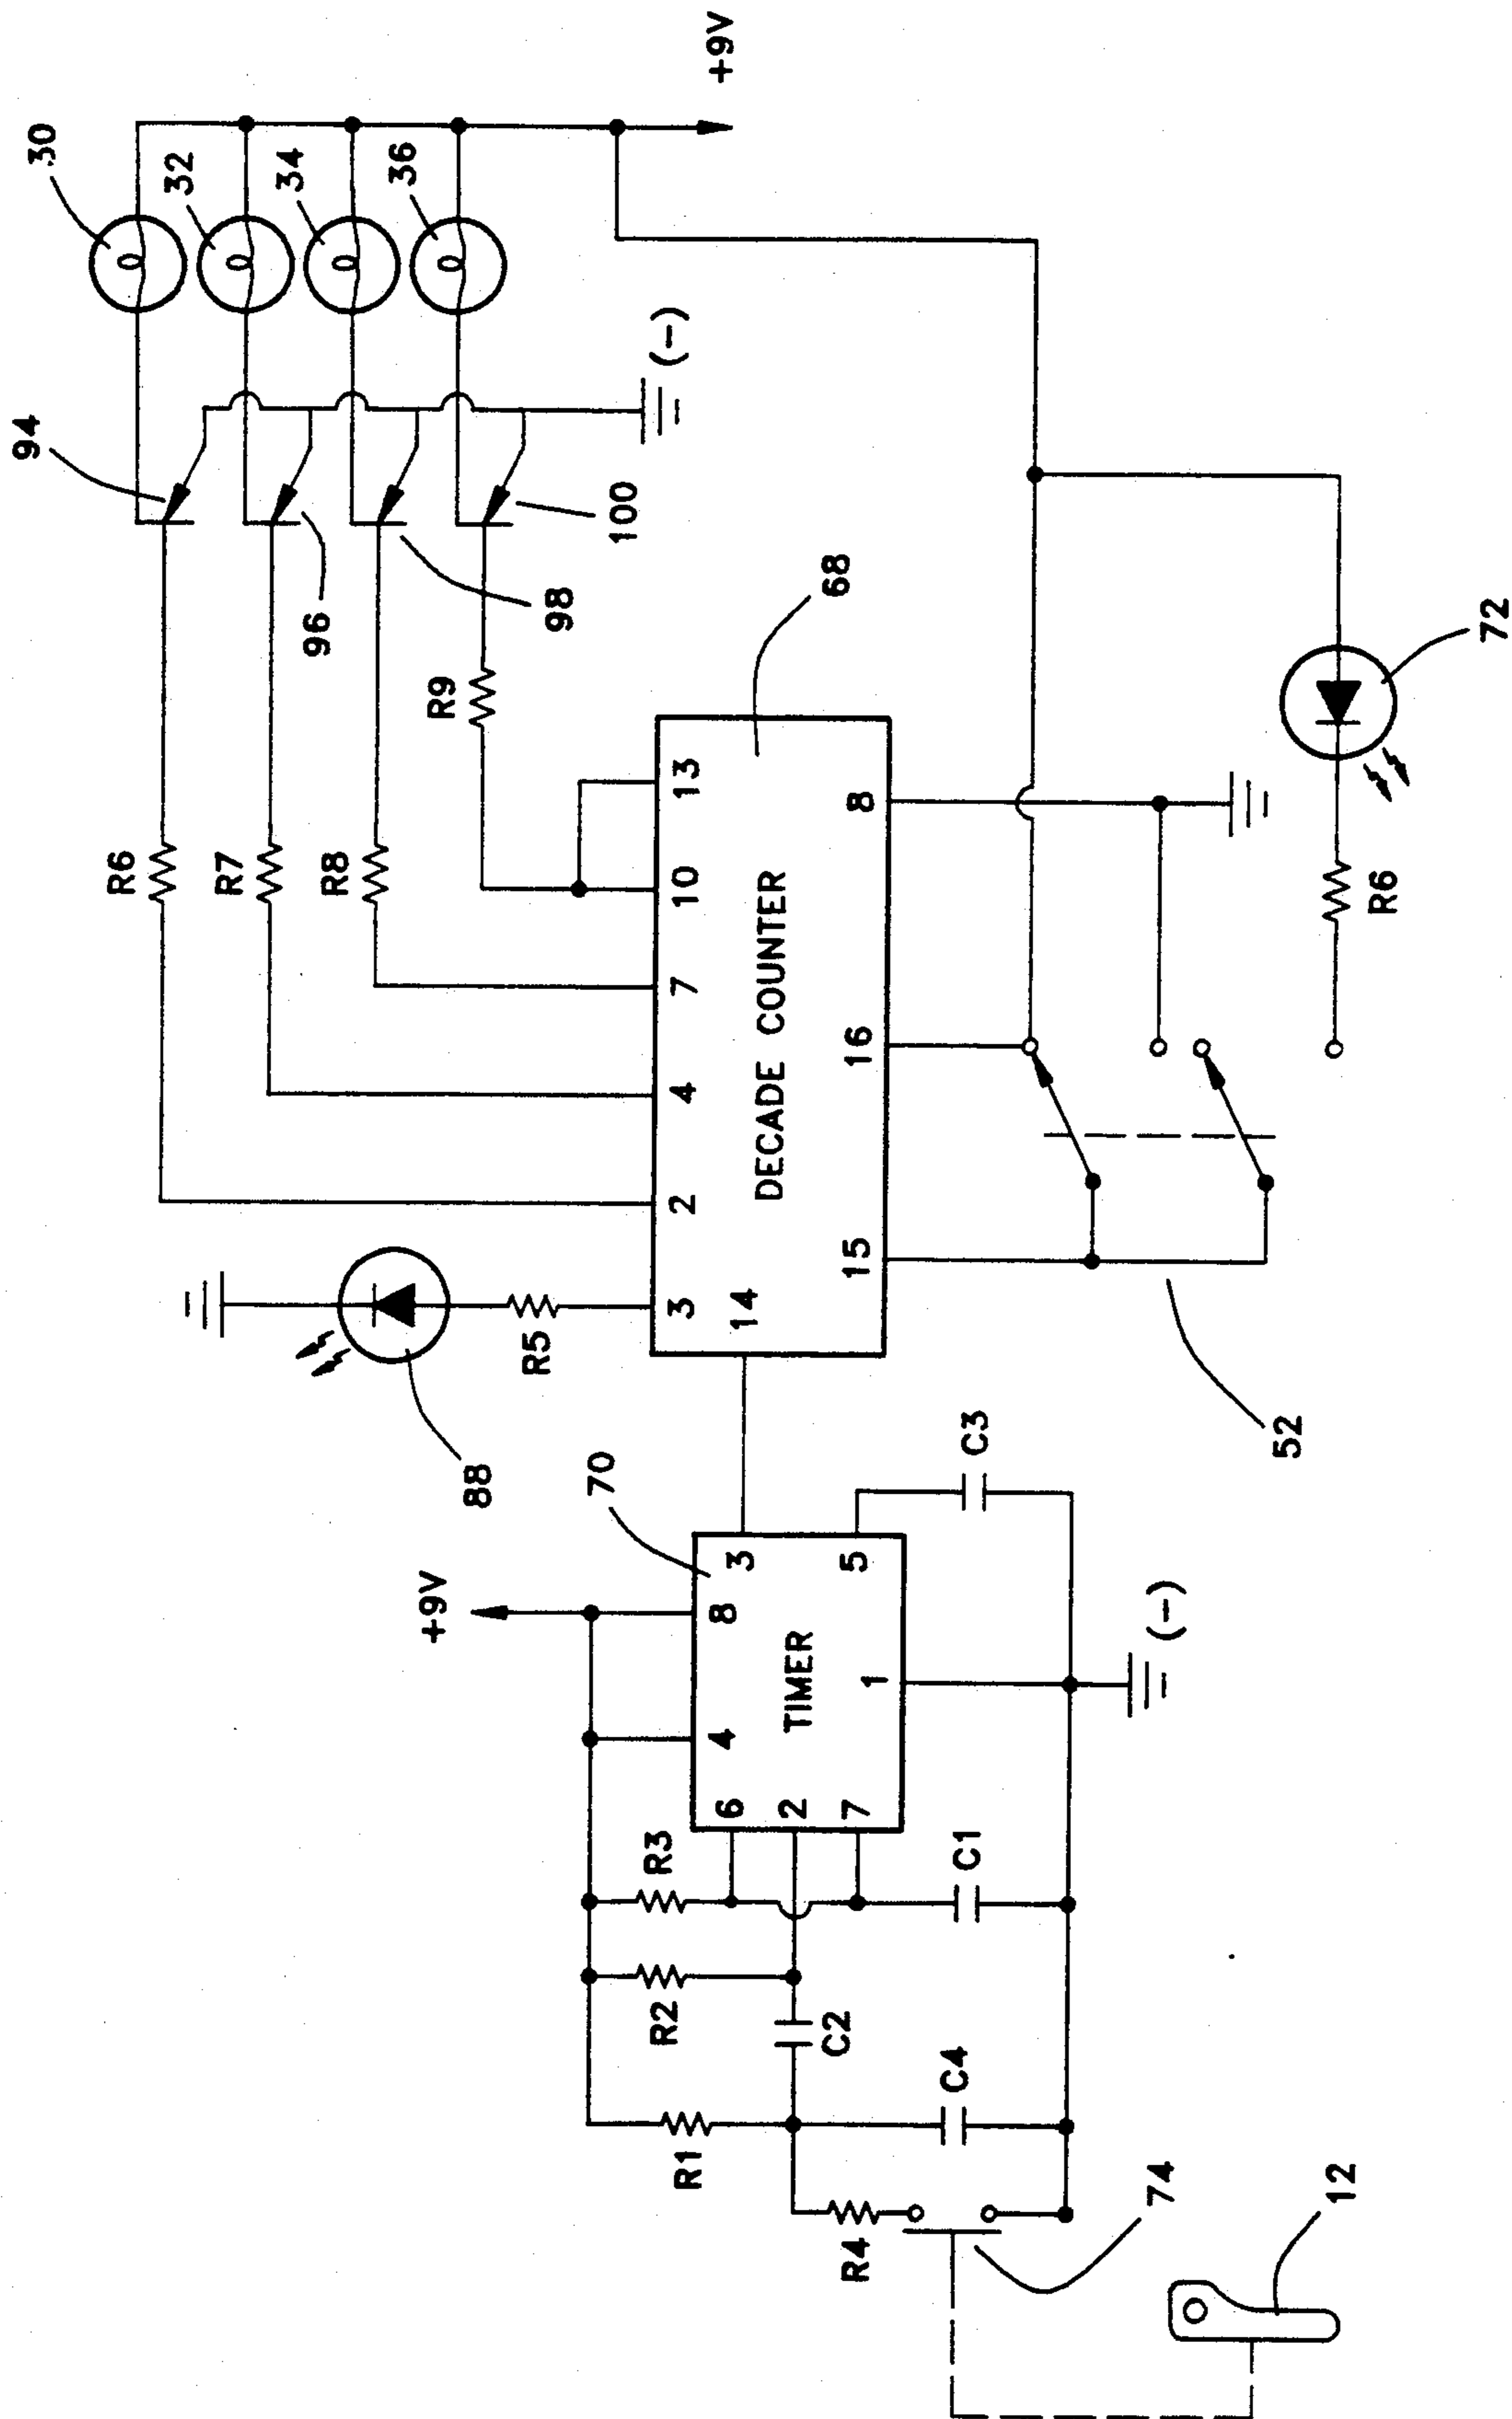 +9V
30
32
34
36
94
96
98
100
(-)
R6
R7
R8
R9
68
DECADE COUNTER
2
4
7
10
13
3
14
15
16
8
R5
88
52
R6
72
+9V
70
TIMER
4
8
3
6
2
7
5
1
C3
(-)
R1
R2
R3
C2
C4
C1
R4
74
12